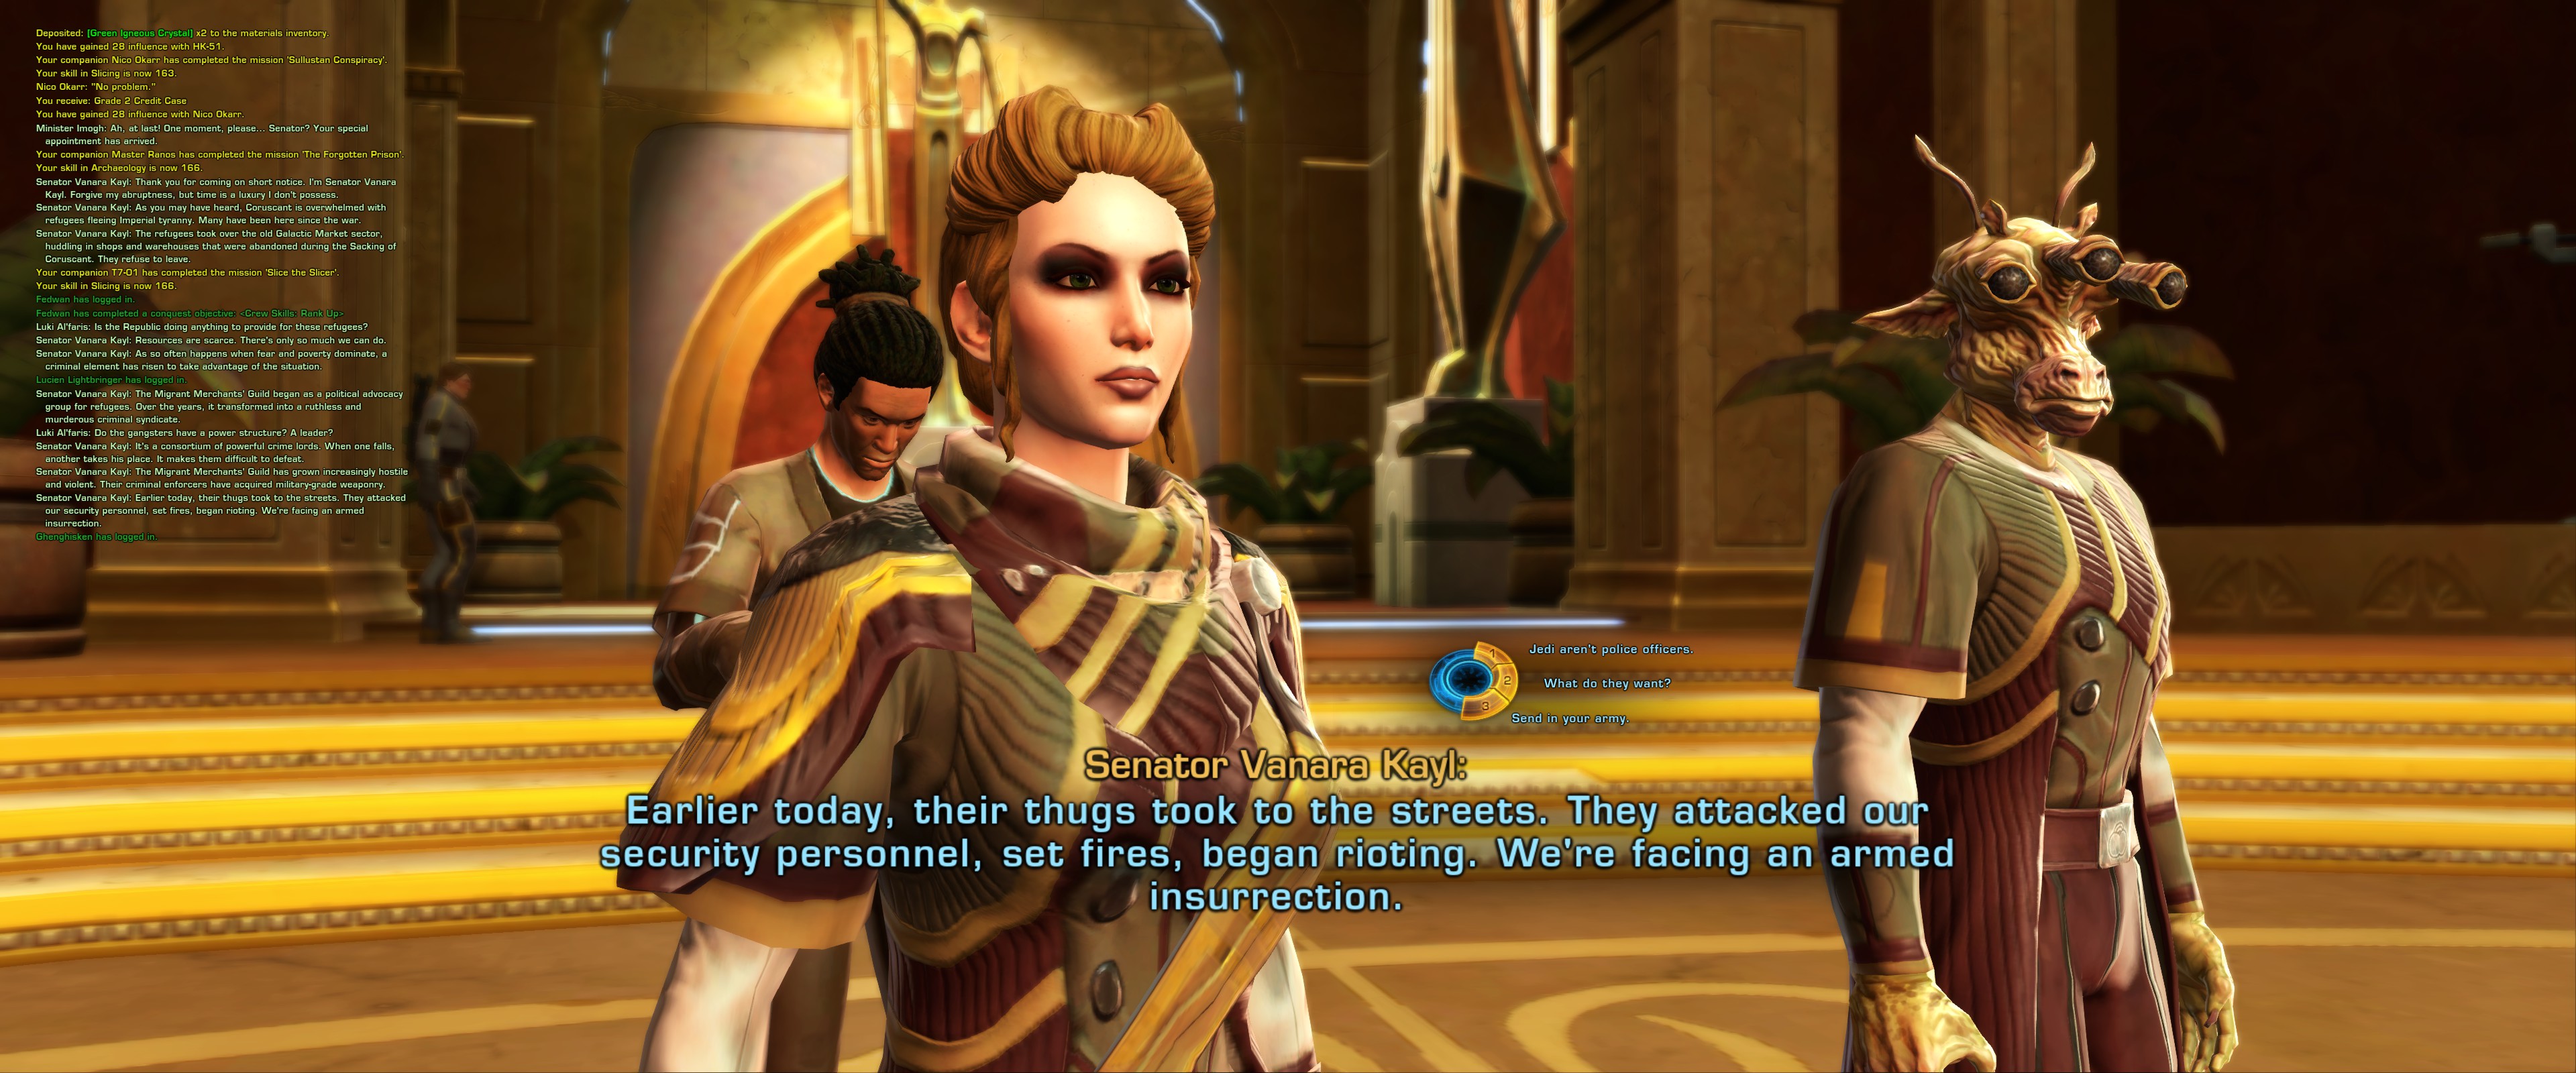 Deposited: [Green Igneous Crystal] x2 to the materials inventory.
You have gained 28 influence with HK-51.
Your companion Nico Okarr has completed the mission 'Sullustan Conspiracy'.
Your skill in Slicing is now 163.
Nico Okarr: "No problem."
You receive: Grade 2 Credit Case
You have gained 28 influence with Nico Okarr.
Minister Imogh: Ah, at last! One moment, please... Senator? Your special
appointment has arrived.
Your companion Master Ranos has completed the mission 'The Forgotten Prison'.
Your skill in Archaeology is now 166.
Senator Vanara Kayl: Thank you for coming on short notice. I'm Senator Vanara
Kayl. Forgive my abruptness, but time is a luxury I don't possess.
Senator Vanara Kayl: As you may have heard, Coruscant is overwhelmed with
refugees fleeing Imperial tyranny. Many have been here since the war.
Senator Vanara Kayl: The refugees took over the old Galactic Market sector,
huddling in shops and warehouses that were abandoned during the Sacking of
Coruscant. They refuse to leave.
Your companion T7-O1 has completed the mission 'Slice the Slicer'.
Your skill in Slicing is now 166.
Fedwan has logged in.
Fedwan has completed a conquest objective: <Crew Skills: Rank Up>
Luki Al'faris: Is the Republic doing anything to provide for these refugees?
Senator Vanara Kayl: Resources are scarce. There's only so much we can do.
Senator Vanara Kayl: As so often happens when fear and poverty dominate, a
criminal element has risen to take advantage of the situation.
Lucien Lightbringer has logged in.
Senator Vanara Kayl: The Migrant Merchants' Guild began as a political advocacy
group for refugees. Over the years, it transformed into a ruthless and
murderous criminal syndicate.
Luki Al'faris: Do the gangsters have a power structure? A leader?
Senator Vanara Kayl: It's a consortium of powerful crime lords. When one falls,
another takes his place. It makes them difficult to defeat.
Senator Vanara Kayl: The Migrant Merchants' Guild has grown increasingly hostile
and violent. Their criminal enforcers have acquired military-grade weaponry.
Senator Vanara Kayl: Earlier today, their thugs took to the streets. They attacked
our security personnel, set fires, began rioting. We're facing an armed
insurrection.
Ghenghisken has logged in.
1 Jedi aren't police officers.
2 What do they want?
3 Send in your army.
Senator Vanara Kayl:
Earlier today, their thugs took to the streets. They attacked our
security personnel, set fires, began rioting. We're facing an armed
insurrection.